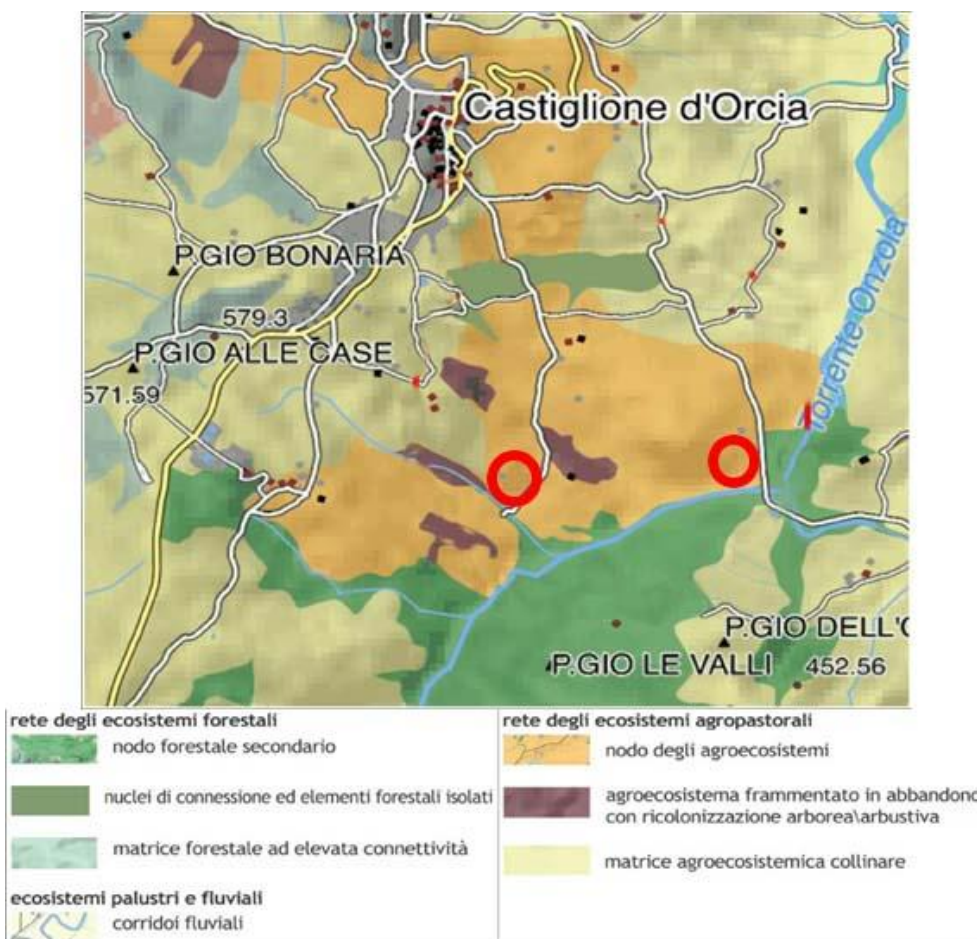 Castiglione d'Orcia
P.GIO BONARIA
579.3
P.GIO ALLE CASE
571.59
Torrente Onzola
P.GIO DELL'
P.GIO LE VALLI 452.56
rete degli ecosistemi forestali
nodo forestale secondario
nuclei di connessione ed elementi forestali isolati
matrice forestale ad elevata connettività
ecosistemi palustri e fluviali
corridoi fluviali
rete degli ecosistemi agropastorali
nodo degli agroecosistemi
agroecosistema frammentato in abbandono
con ricolonizzazione arborea\arbustiva
matrice agroecosistemica collinare